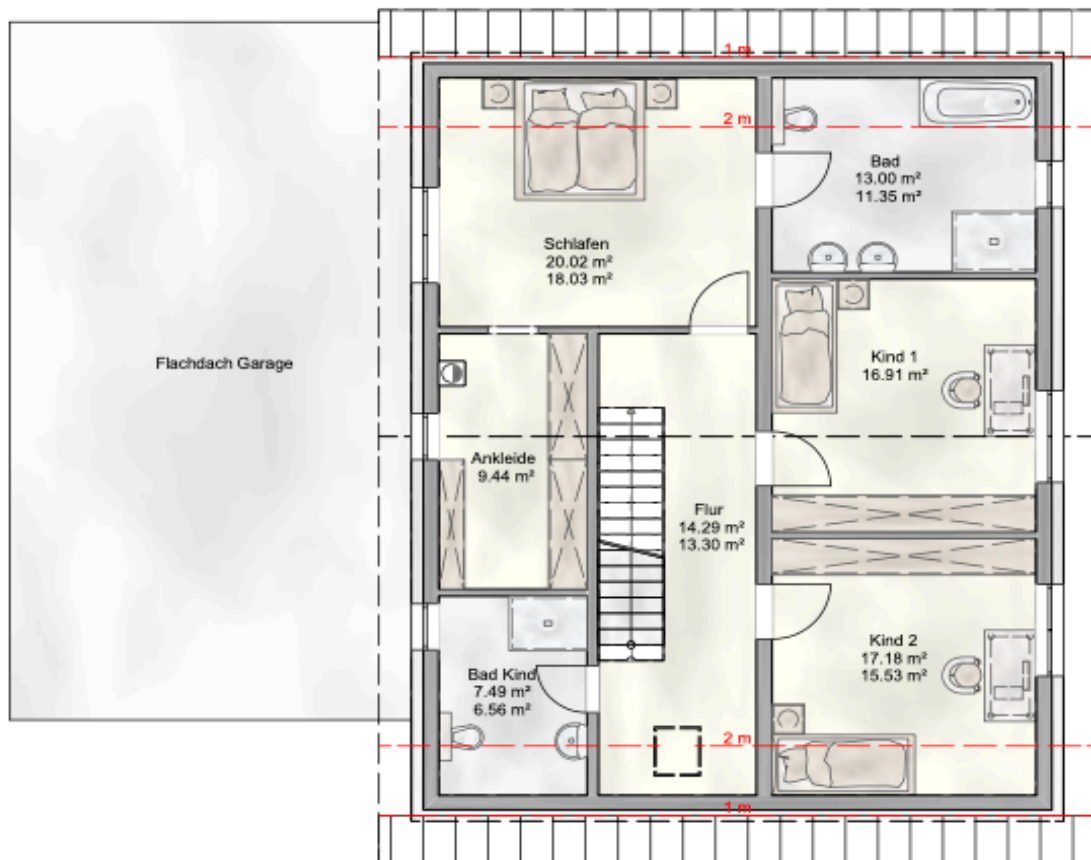 1 m
2 m
Bad
13.00 m²
11.35 m²
Schlafen
20.02 m²
18.03 m²
Flachdach Garage
Kind 1
16.91 m²
Ankleide
9.44 m²
Flur
14.29 m²
13.30 m²
Kind 2
17.18 m²
15.53 m²
Bad Kind
7.49 m²
6.56 m²
2 m
1 m